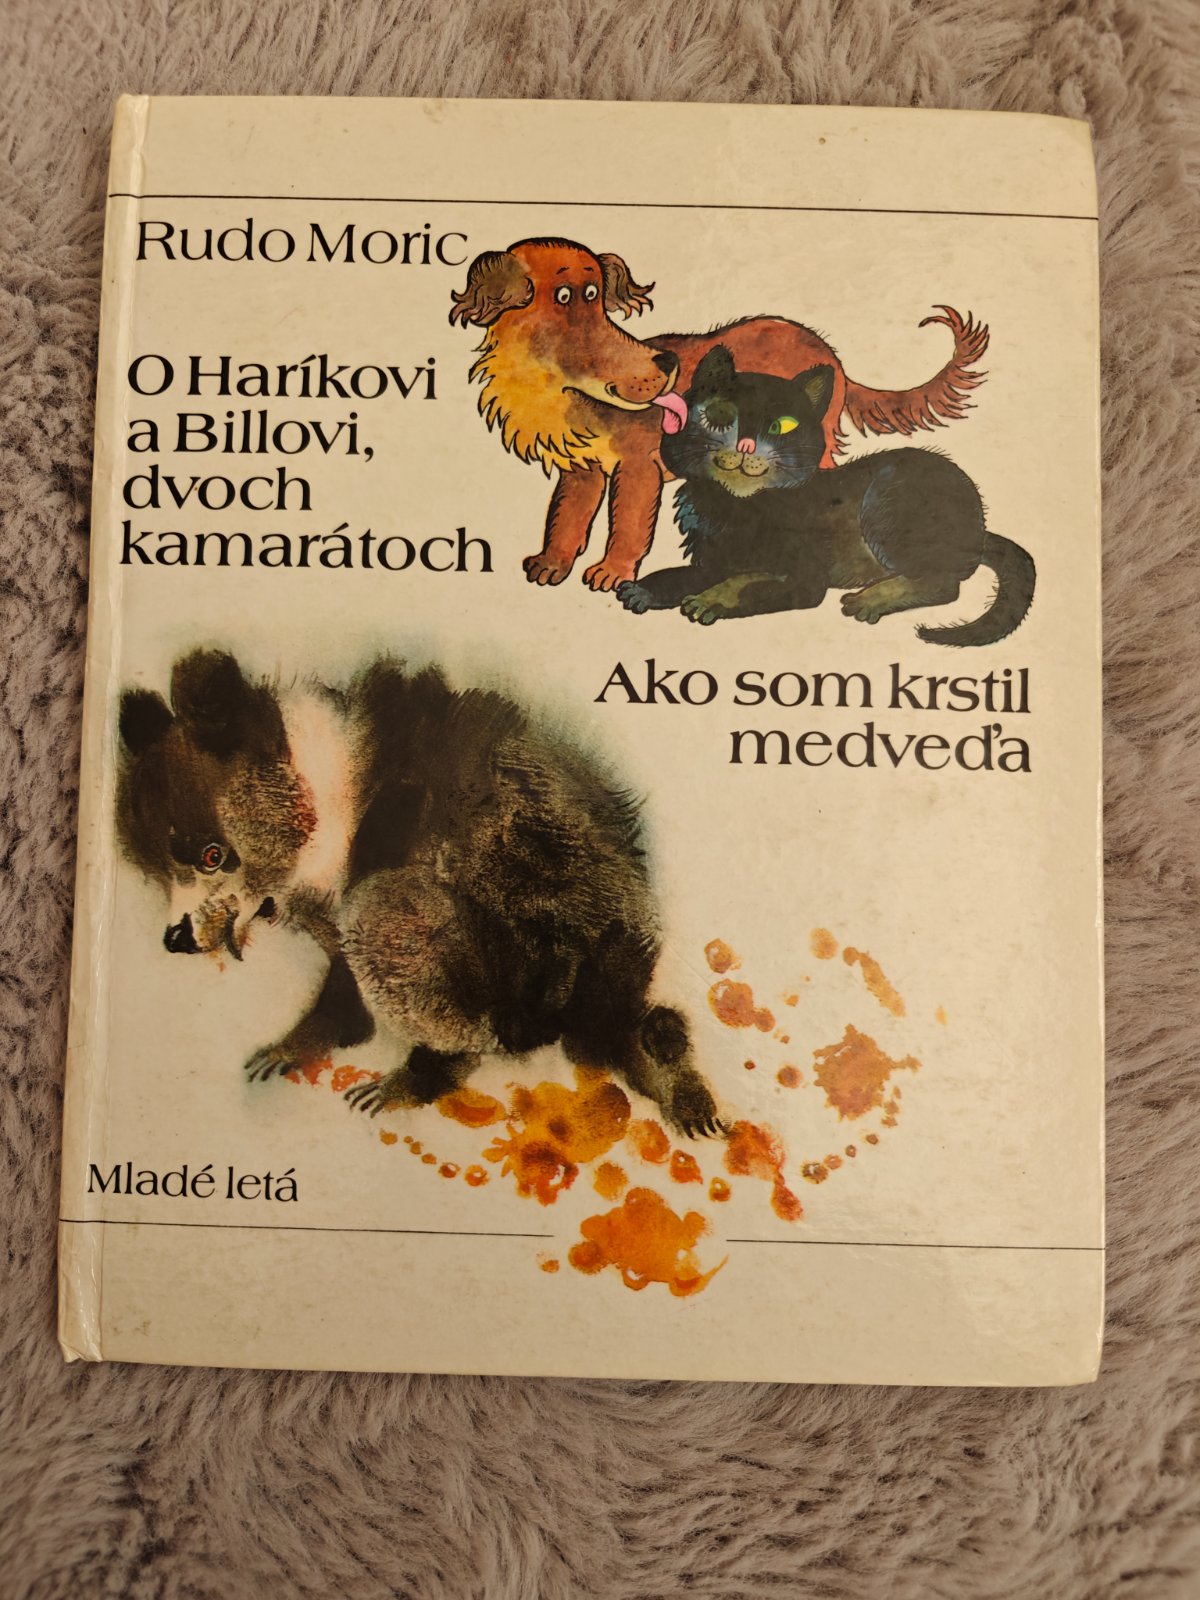 Rudo Moric
O Haríkovi
a Billovi,
dvoch
kamarátoch
Ako som krstil
medveďa
Mladé letá